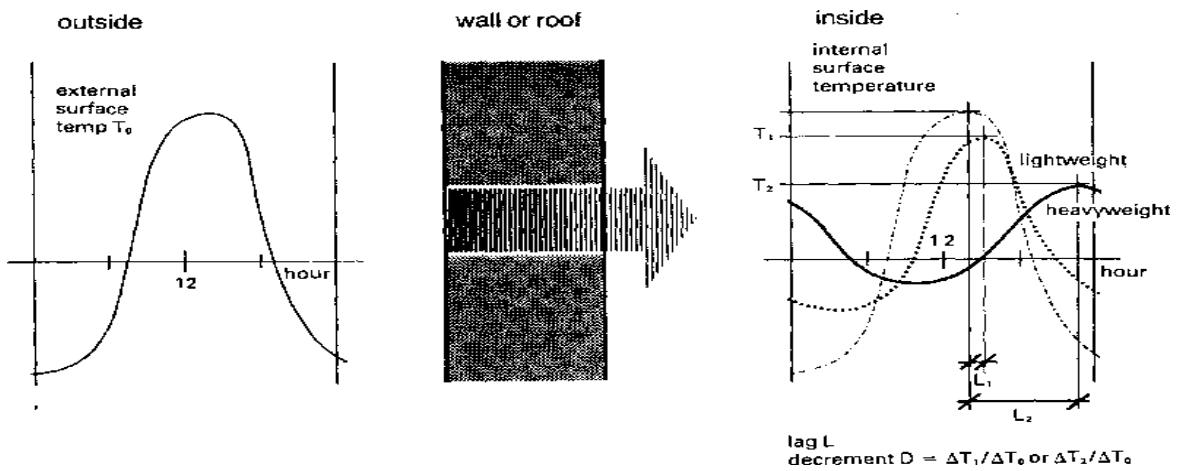 outside
wall or roof
inside
external
surface
temp T₀
12
hour
internal
surface
temperature
T₁
T₂
lightweight
heavyweight
12
hour
L₁
L₂
lag L
decrement D = ΔT₁/ΔT₀ or ΔT₂/ΔT₀